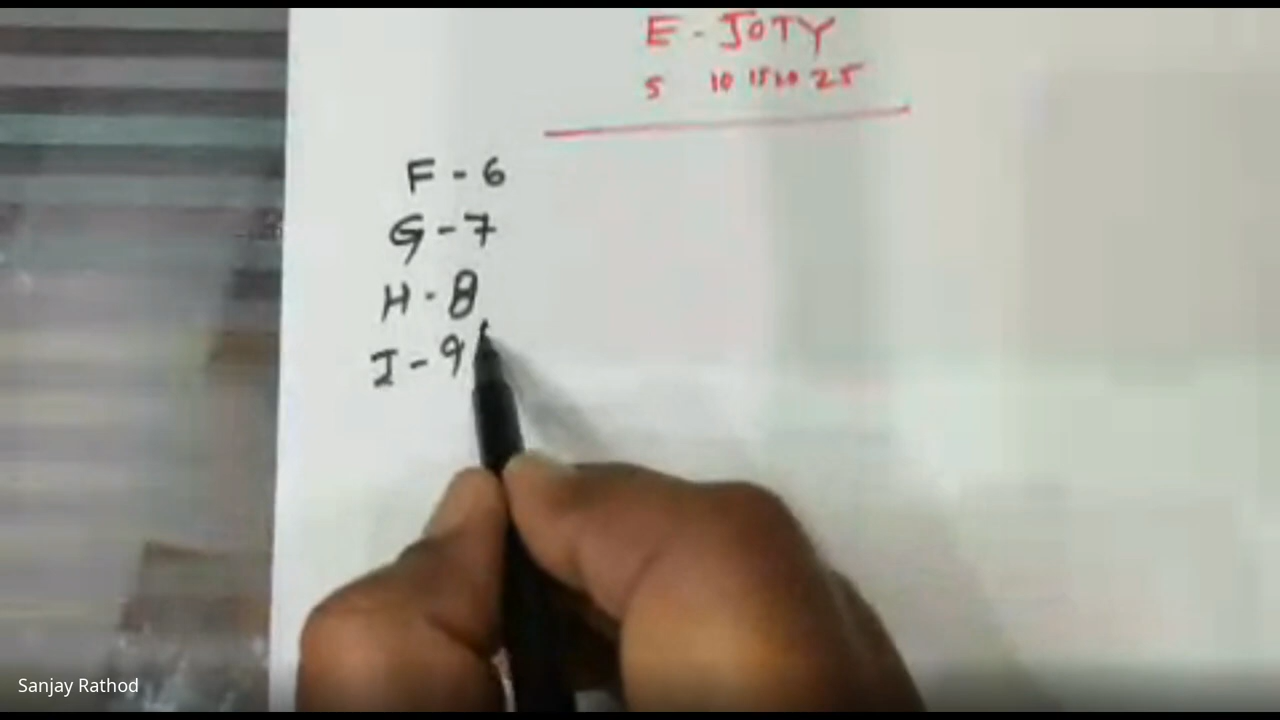 E - JOTY
5 10 15 20 25
F - 6
G - 7
H - 8
I - 9
Sanjay Rathod